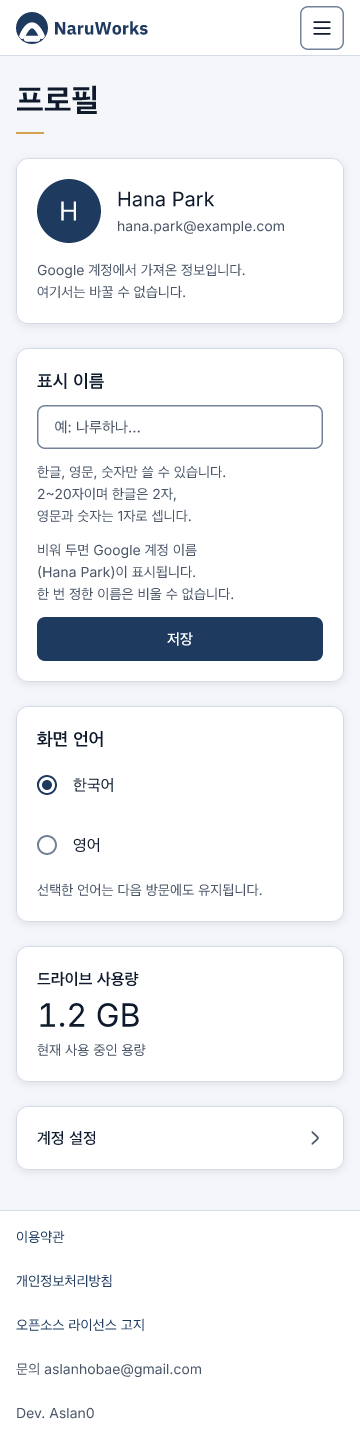 NaruWorks
프로필
H
Hana Park
hana.park@example.com
Google 계정에서 가져온 정보입니다.
여기서는 바꿀 수 없습니다.
표시 이름
예: 나루하나...
한글, 영문, 숫자만 쓸 수 있습니다.
2~20자이며 한글은 2자,
영문과 숫자는 1자로 셉니다.
비워 두면 Google 계정 이름
(Hana Park)이 표시됩니다.
한 번 정한 이름은 비울 수 없습니다.
저장
화면 언어
한국어
영어
선택한 언어는 다음 방문에도 유지됩니다.
드라이브 사용량
1.2 GB
현재 사용 중인 용량
계정 설정
이용약관
개인정보처리방침
오픈소스 라이선스 고지
문의 aslanhobae@gmail.com
Dev. Aslan0